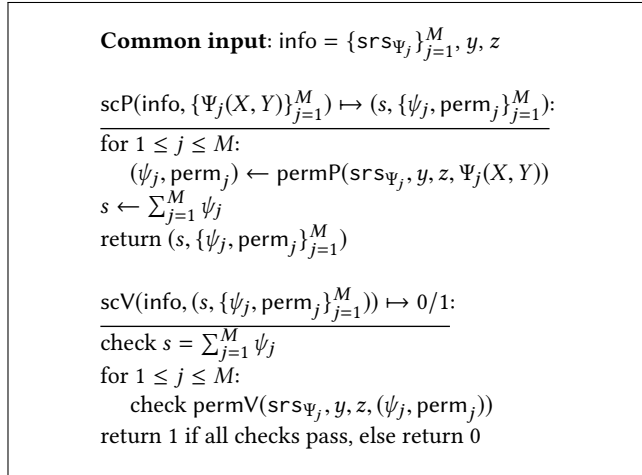 Common input: info = {srs_{Ψ_j}}_{j=1}^M, y, z
scP(info, {Ψ_j(X, Y)}_{j=1}^M) ↦ (s, {ψ_j, perm_j}_{j=1}^M):
for 1 ≤ j ≤ M:
(ψ_j, perm_j) ← permP(srs_{Ψ_j}, y, z, Ψ_j(X, Y))
s ← ∑_{j=1}^M ψ_j
return (s, {ψ_j, perm_j}_{j=1}^M)
scV(info, (s, {ψ_j, perm_j}_{j=1}^M)) ↦ 0/1:
check s = ∑_{j=1}^M ψ_j
for 1 ≤ j ≤ M:
check permV(srs_{Ψ_j}, y, z, (ψ_j, perm_j))
return 1 if all checks pass, else return 0